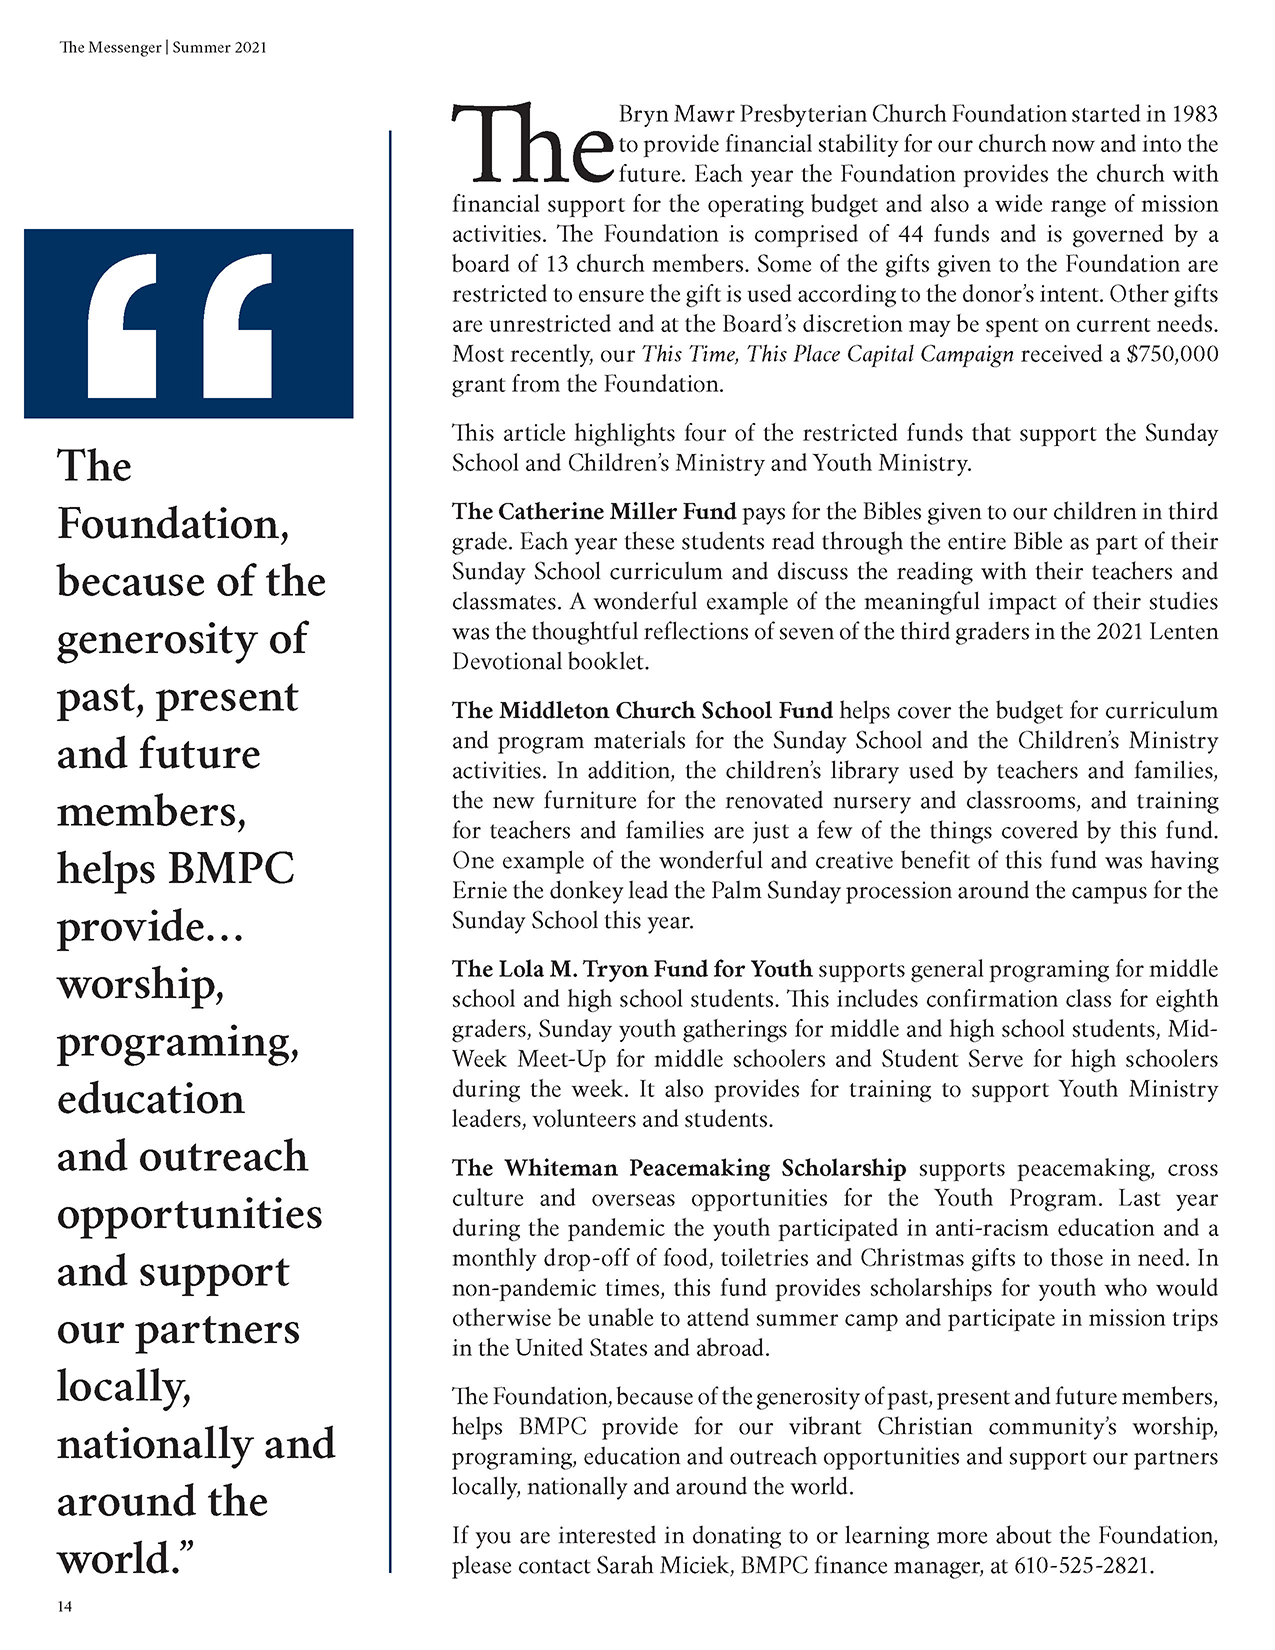 The Messenger | Summer 2021
“
The
Foundation,
because of the
generosity of
past, present
and future
members,
helps BMPC
provide…
worship,
programing,
education
and outreach
opportunities
and support
our partners
locally,
nationally and
around the
world.”
The Bryn Mawr Presbyterian Church Foundation started in 1983
to provide financial stability for our church now and into the
future. Each year the Foundation provides the church with
financial support for the operating budget and also a wide range of mission
activities. The Foundation is comprised of 44 funds and is governed by a
board of 13 church members. Some of the gifts given to the Foundation are
restricted to ensure the gift is used according to the donor’s intent. Other gifts
are unrestricted and at the Board’s discretion may be spent on current needs.
Most recently, our This Time, This Place Capital Campaign received a $750,000
grant from the Foundation.
This article highlights four of the restricted funds that support the Sunday
School and Children’s Ministry and Youth Ministry.
The Catherine Miller Fund pays for the Bibles given to our children in third
grade. Each year these students read through the entire Bible as part of their
Sunday School curriculum and discuss the reading with their teachers and
classmates. A wonderful example of the meaningful impact of their studies
was the thoughtful reflections of seven of the third graders in the 2021 Lenten
Devotional booklet.
The Middleton Church School Fund helps cover the budget for curriculum
and program materials for the Sunday School and the Children’s Ministry
activities. In addition, the children’s library used by teachers and families,
the new furniture for the renovated nursery and classrooms, and training
for teachers and families are just a few of the things covered by this fund.
One example of the wonderful and creative benefit of this fund was having
Ernie the donkey lead the Palm Sunday procession around the campus for the
Sunday School this year.
The Lola M. Tryon Fund for Youth supports general programing for middle
school and high school students. This includes confirmation class for eighth
graders, Sunday youth gatherings for middle and high school students, Mid-
Week Meet-Up for middle schoolers and Student Serve for high schoolers
during the week. It also provides for training to support Youth Ministry
leaders, volunteers and students.
The Whiteman Peacemaking Scholarship supports peacemaking, cross
culture and overseas opportunities for the Youth Program. Last year
during the pandemic the youth participated in anti-racism education and a
monthly drop-off of food, toiletries and Christmas gifts to those in need. In
non-pandemic times, this fund provides scholarships for youth who would
otherwise be unable to attend summer camp and participate in mission trips
in the United States and abroad.
The Foundation, because of the generosity of past, present and future members,
helps BMPC provide for our vibrant Christian community’s worship,
programing, education and outreach opportunities and support our partners
locally, nationally and around the world.
If you are interested in donating to or learning more about the Foundation,
please contact Sarah Miciek, BMPC finance manager, at 610-525-2821.
14